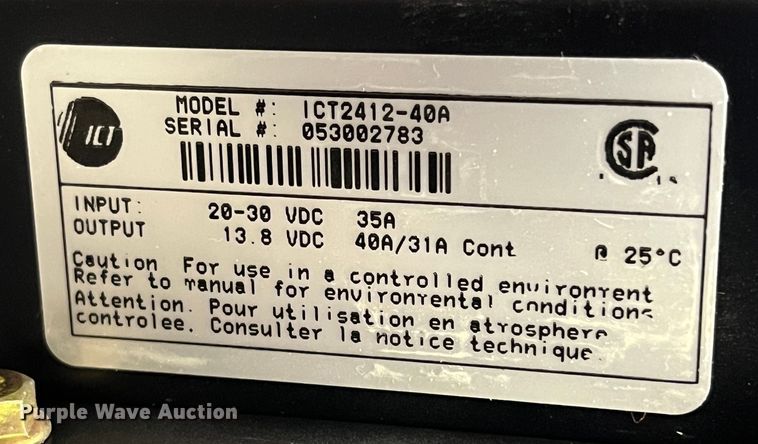 ICT
MODEL #: ICT2412-40A
SERIAL #: 053002783
INPUT: 20-30 VDC 35A
OUTPUT 13.8 VDC 40A/31A Cont @ 25°C
Caution For use in a controlled environment
Refer to manual for environmental conditions
Attention. Pour utilisation en atmosphere
controlee. Consulter la notice technique.
Purple Wave Auction